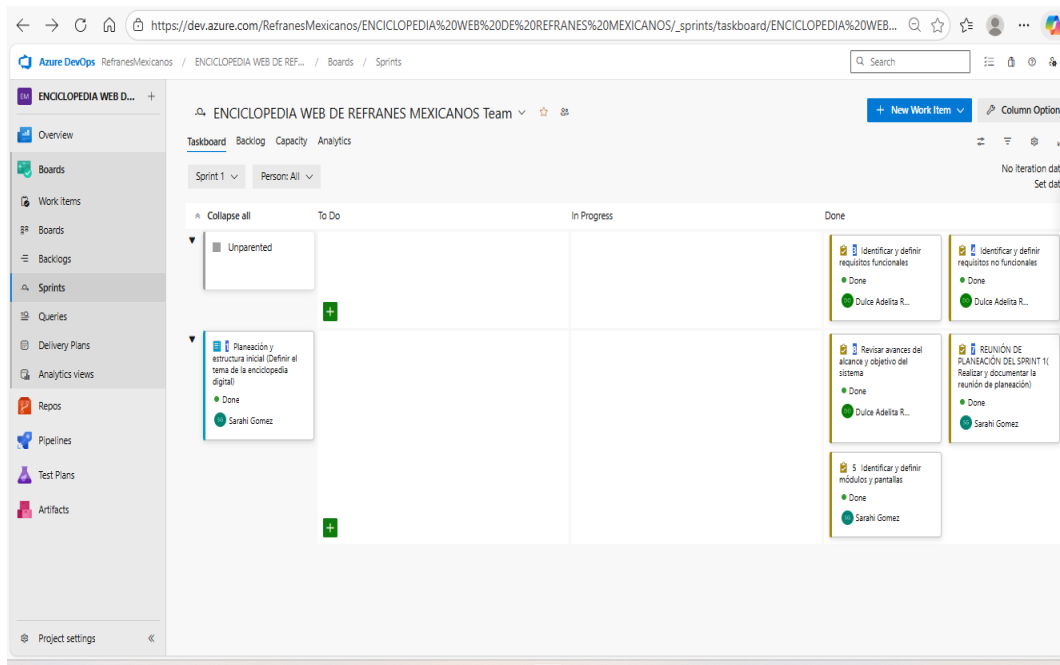 https://dev.azure.com/RefranesMexicanos/ENCICLOPEDIA%20WEB%20DE%20REFRANES%20MEXICANOS/_sprints/taskboard/ENCICLOPEDIA%20WEB...
Azure DevOps RefranesMexicanos / ENCICLOPEDIA WEB DE REF... / Boards / Sprints
Search
ENCICLOPEDIA WEB D... +
Overview
Boards
Work items
Boards
Backlogs
Sprints
Queries
Delivery Plans
Analytics views
Repos
Pipelines
Test Plans
Artifacts
Project settings
ENCICLOPEDIA WEB DE REFRANES MEXICANOS Team
+ New Work Item
Column Option
Taskboard Backlog Capacity Analytics
Sprint 1
Person: All
No iteration dat
Set dat
Collapse all
To Do
In Progress
Done
Unparented
3 Identificar y definir
requisitos funcionales
Done
Dulce Adelita R...
4 Identificar y definir
requisitos no funcionales
Done
Dulce Adelita R...
1 Planeación y
estructura inicial (Definir el
tema de la enciclopedia
digital)
Done
SG Sarahi Gomez
Revisar avances del
alcance y objetivo del
sistema
Done
Dulce Adelita R...
7 REUNIÓN DE
PLANEACIÓN DEL SPRINT 1(
Realizar y documentar la
reunión de planeación)
Done
SG Sarahi Gomez
5 Identificar y definir
módulos y pantallas
Done
SG Sarahi Gomez